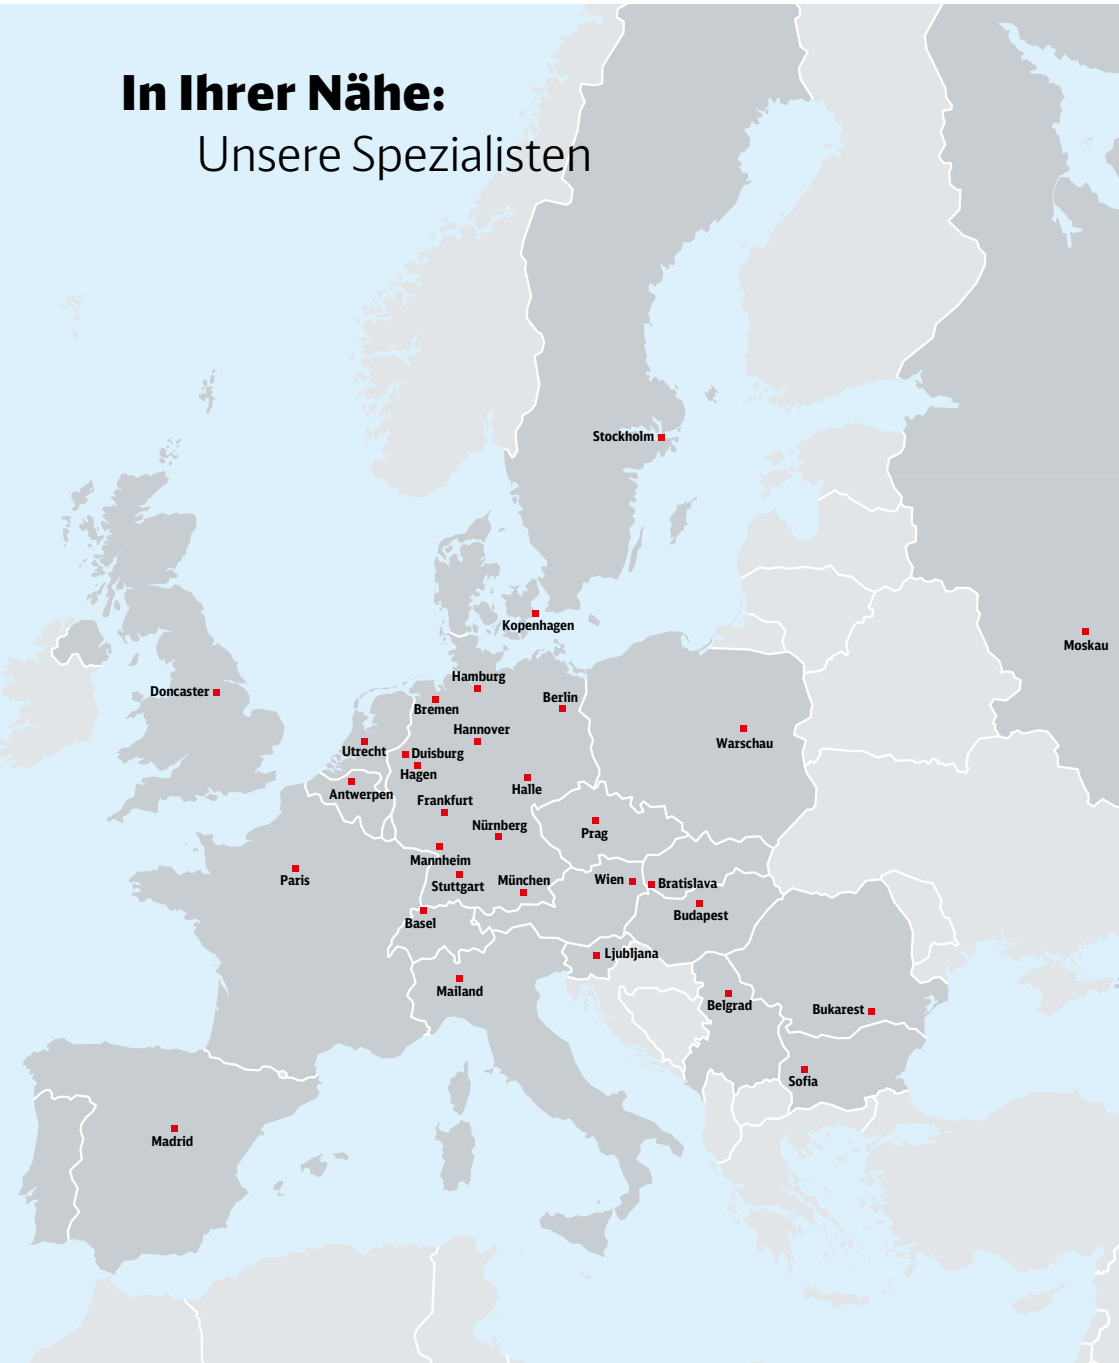 In Ihrer Nähe:
Unsere Spezialisten
Stockholm
Kopenhagen
Moskau
Hamburg
Doncaster
Berlin
Bremen
Hannover
Warschau
Utrecht
Duisburg
Hagen
Halle
Antwerpen
Frankfurt
Nürnberg
Prag
Mannheim
Paris
Stuttgart
München
Wien
Bratislava
Budapest
Basel
Ljubljana
Mailand
Belgrad
Bukarest
Sofia
Madrid